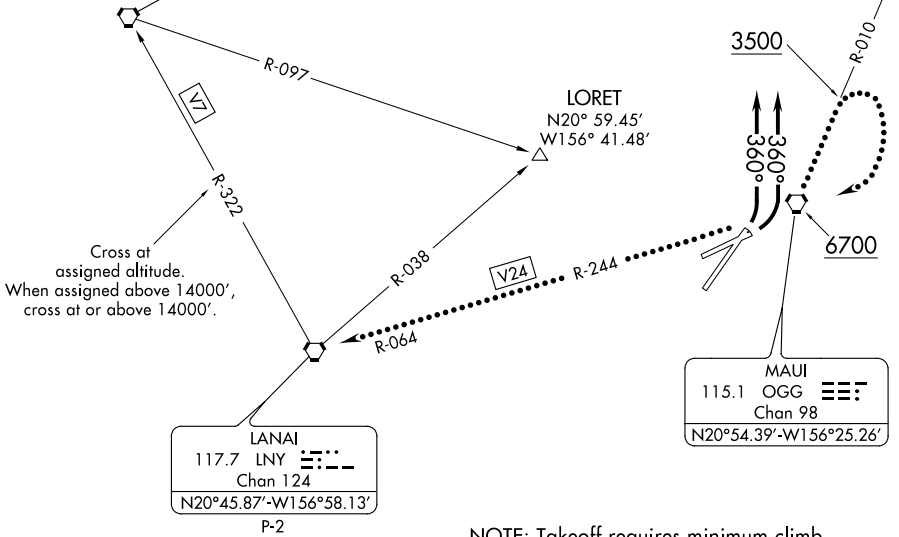 3500
R-010
R-097
V7
LORET
N20° 59.45′
W156° 41.48′
360°
360°
R-322
Cross at
assigned altitude.
When assigned above 14000′,
cross at or above 14000′.
6700
R-038
V24
R-244
R-064
MAUI
115.1 OGG
Chan 98
N20°54.39′-W156°25.26′
LANAI
117.7 LNY
Chan 124
N20°45.87′-W156°58.13′
P-2
NOTE: Takeoff requires minimum climb